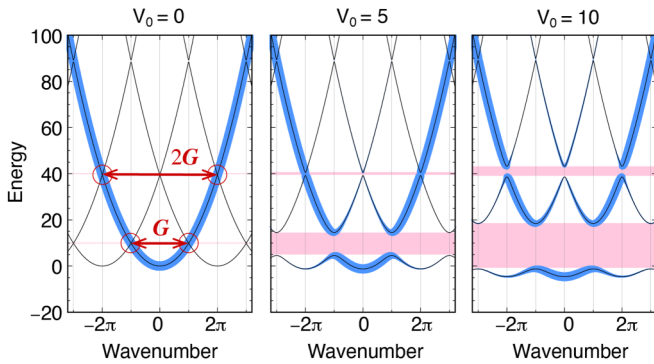 V₀ = 0 V₀ = 5 V₀ = 10
100
80
60
40
20
0
−20
Energy
2G
G
−2π 0 2π −2π 0 2π −2π 0 2π
Wavenumber Wavenumber Wavenumber